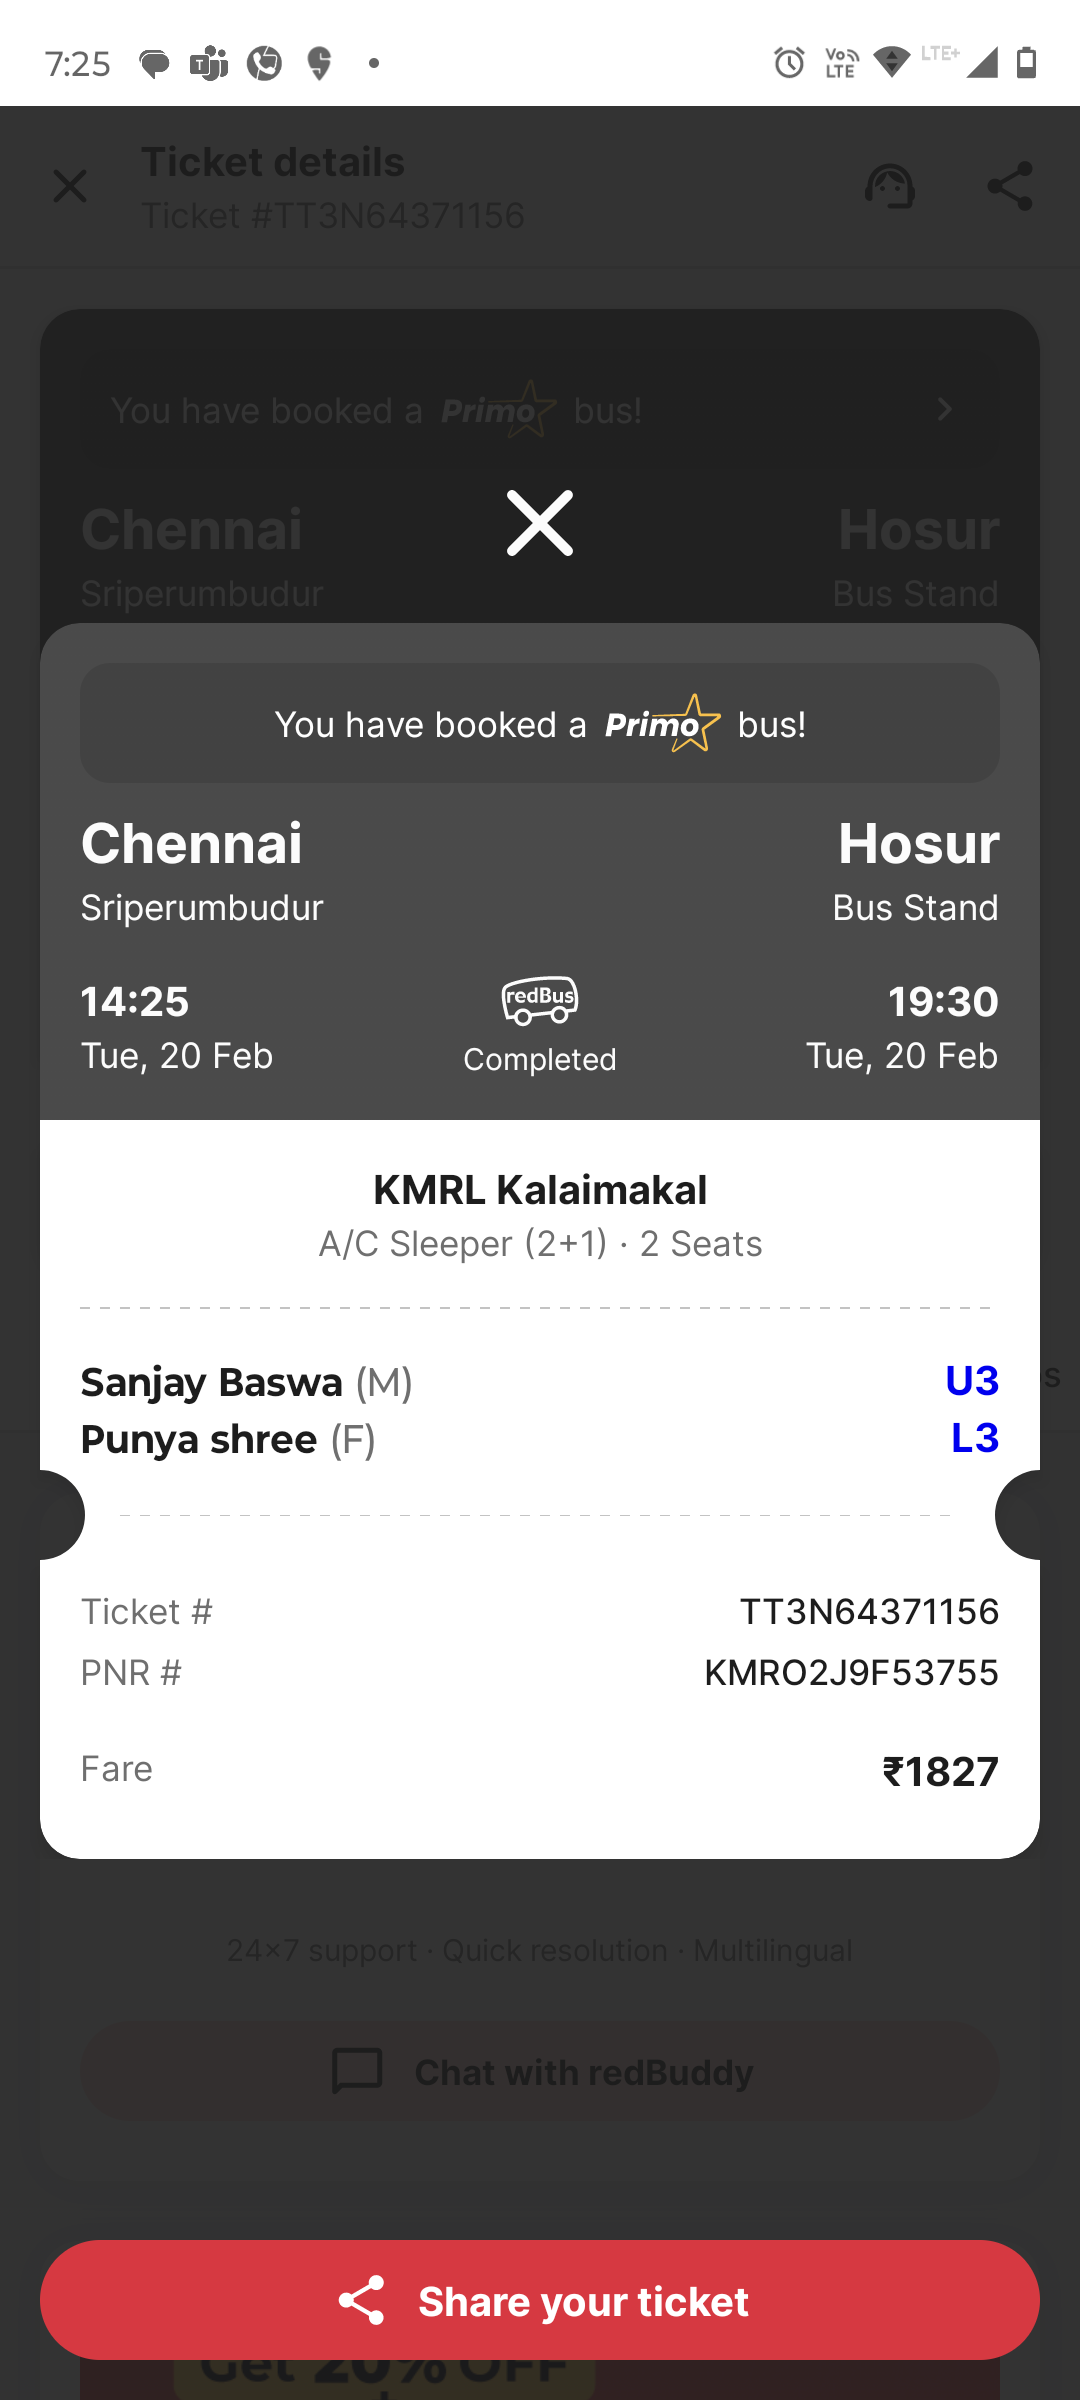 7:25
Vo LTE
LTE+
Ticket details
Ticket #TT3N64371156
You have booked a Primo bus!
Chennai
Hosur
Sriperumbudur
Bus Stand
You have booked a Primo bus!
Chennai
Hosur
Sriperumbudur
Bus Stand
14:25
redBus
19:30
Tue, 20 Feb
Completed
Tue, 20 Feb
KMRL Kalaimakal
A/C Sleeper (2+1) · 2 Seats
Sanjay Baswa (M)
U3
s
Punya shree (F)
L3
Ticket #
TT3N64371156
PNR #
KMRO2J9F53755
Fare
₹1827
24×7 support · Quick resolution · Multilingual
Chat with redBuddy
Share your ticket
Get 20% OFF